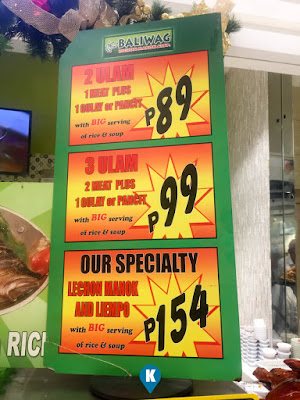 BALIWAG
2 ULAM
1 MEAT PLUS
1 GULAY or PANCIT
with BIG serving
of rice & soup
P89
3 ULAM
2 MEAT PLUS
1 GULAY or PANCIT
with BIG serving
of rice & soup
P99
OUR SPECIALTY
LECHON MANOK
AND LIEMPO
with BIG serving
of rice & soup
P154
RICE
K